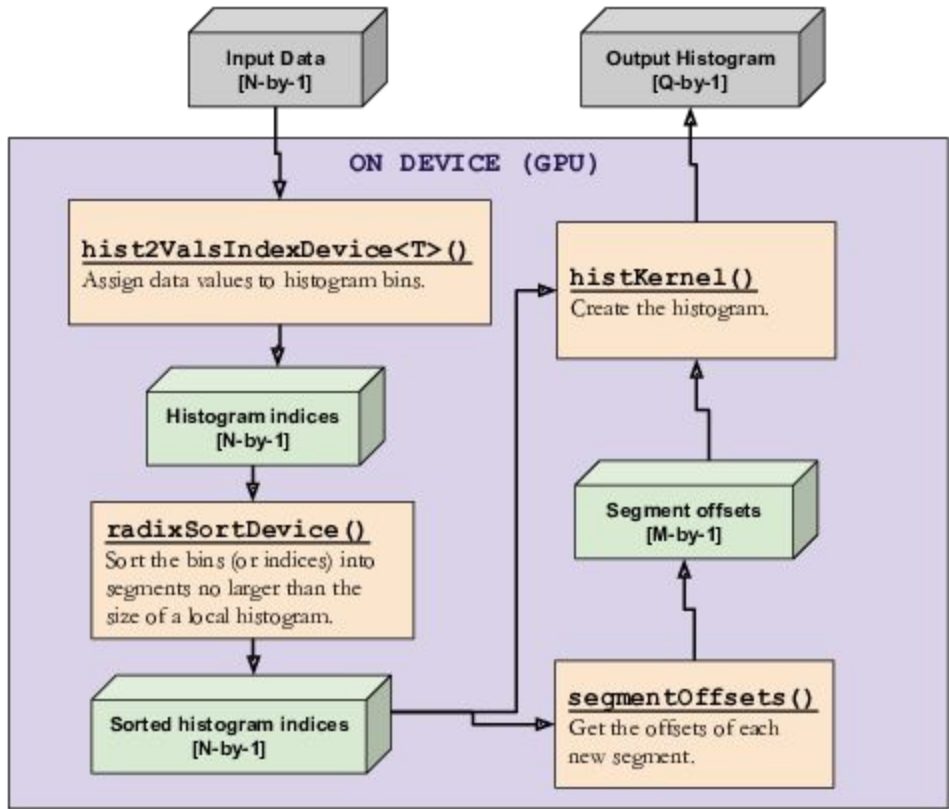 Input Data
[N-by-1]
Output Histogram
[Q-by-1]
ON DEVICE (GPU)
hist2ValsIndexDevice<T>()
Assign data values to histogram bins.
Histogram indices
[N-by-1]
radixSortDevice()
Sort the bins (or indices) into
segments no larger than the
size of a local histogram.
Sorted histogram indices
[N-by-1]
histKernel()
Create the histogram.
Segment offsets
[M-by-1]
segmentOffsets()
Get the offsets of each
new segment.